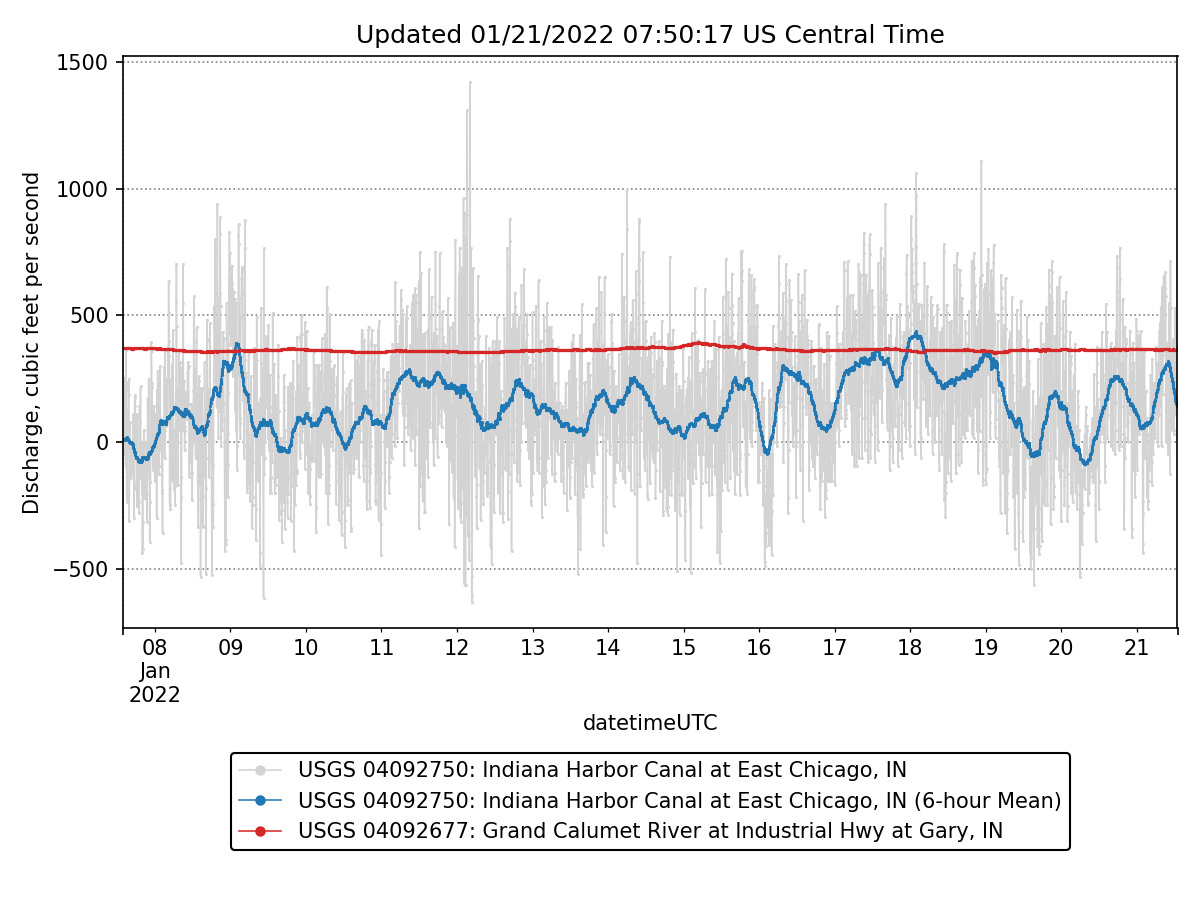 Updated 01/21/2022 07:50:17 US Central Time
Discharge, cubic feet per second
1500
1000
500
0
−500
08 09 10 11 12 13 14 15 16 17 18 19 20 21
Jan
2022
datetimeUTC
USGS 04092750: Indiana Harbor Canal at East Chicago, IN
USGS 04092750: Indiana Harbor Canal at East Chicago, IN (6-hour Mean)
USGS 04092677: Grand Calumet River at Industrial Hwy at Gary, IN